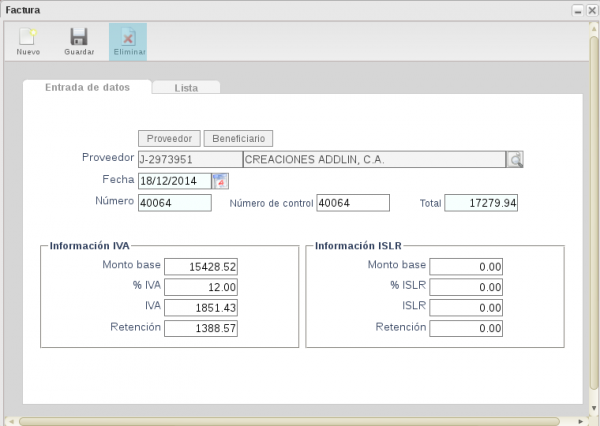 Factura
Nuevo Guardar Eliminar
Entrada de datos Lista
Proveedor Beneficiario
Proveedor J-2973951 CREACIONES ADDLIN, C.A.
Fecha 18/12/2014
Número 40064 Número de control 40064 Total 17279.94
Información IVA Información ISLR
Monto base 15428.52 Monto base 0.00
% IVA 12.00 % ISLR 0.00
IVA 1851.43 ISLR 0.00
Retención 1388.57 Retención 0.00